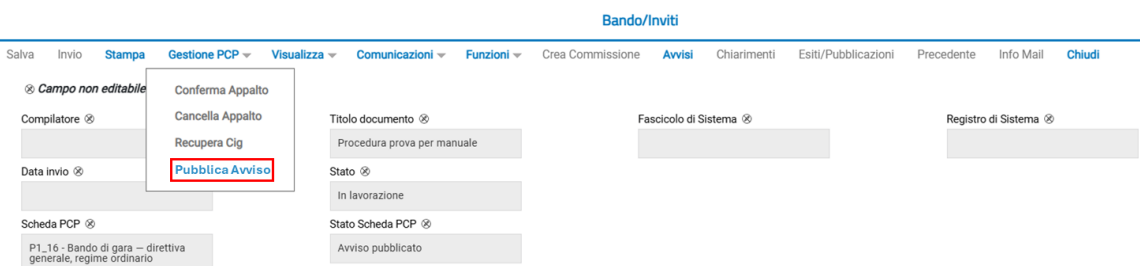 Bando/Inviti
Salva Invio Stampa Gestione PCP Visualizza Comunicazioni Funzioni Crea Commissione Avvisi Chiarimenti Esiti/Pubblicazioni Precedente Info Mail Chiudi
Campo non editabile
Conferma Appalto
Cancella Appalto
Recupera Cig
Pubblica Avviso
Compilatore Titolo documento Fascicolo di Sistema Registro di Sistema
Procedura prova per manuale
Data invio Stato
In lavorazione
Scheda PCP Stato Scheda PCP
P1_16 - Bando di gara – direttiva Avviso pubblicato
generale, regime ordinario